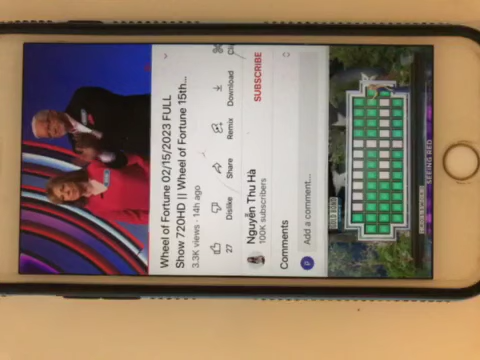 SEEING RED
Wheel of Fortune 02/15/2023 FULL
Show 720HD || Wheel of Fortune 15th...
3.3K views · 14h ago
27
Dislike
Share
Remix
Download
Nguyễn Thu Hà
100K subscribers
SUBSCRIBE
Comments
Add a comment...